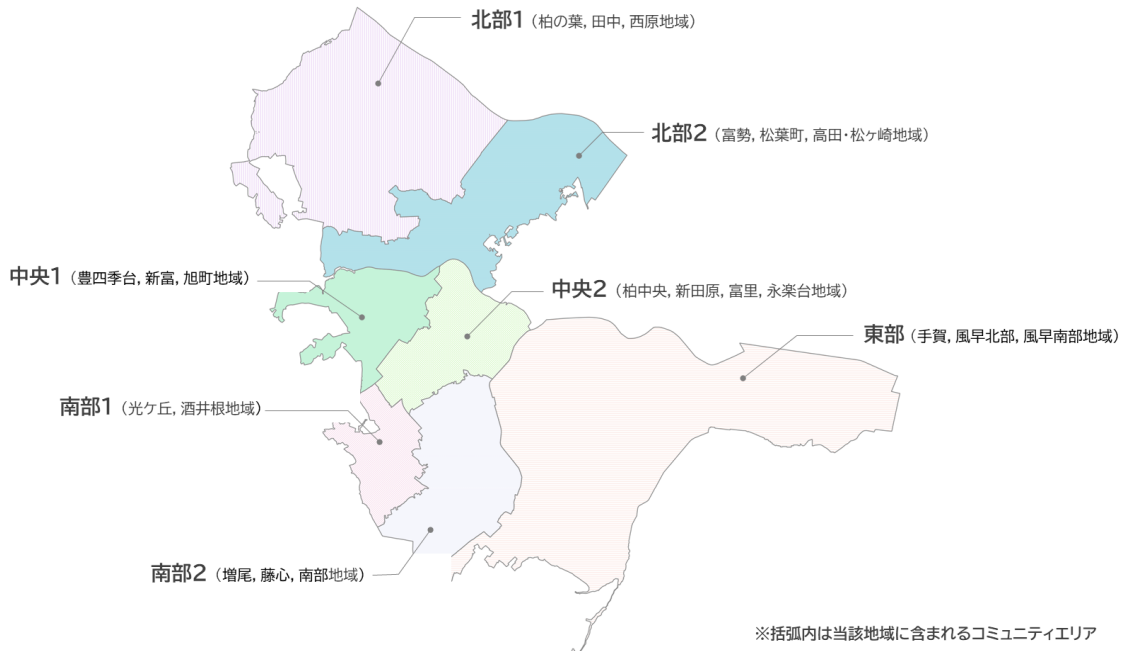 北部1（柏の葉, 田中, 西原地域）
北部2（富勢, 松葉町, 高田・松ヶ崎地域）
中央1（豊四季台, 新富, 旭町地域）
中央2（柏中央, 新田原, 富里, 永楽台地域）
東部（手賀, 風早北部, 風早南部地域）
南部1（光ケ丘, 酒井根地域）
南部2（増尾, 藤心, 南部地域）
※括弧内は当該地域に含まれるコミュニティエリア